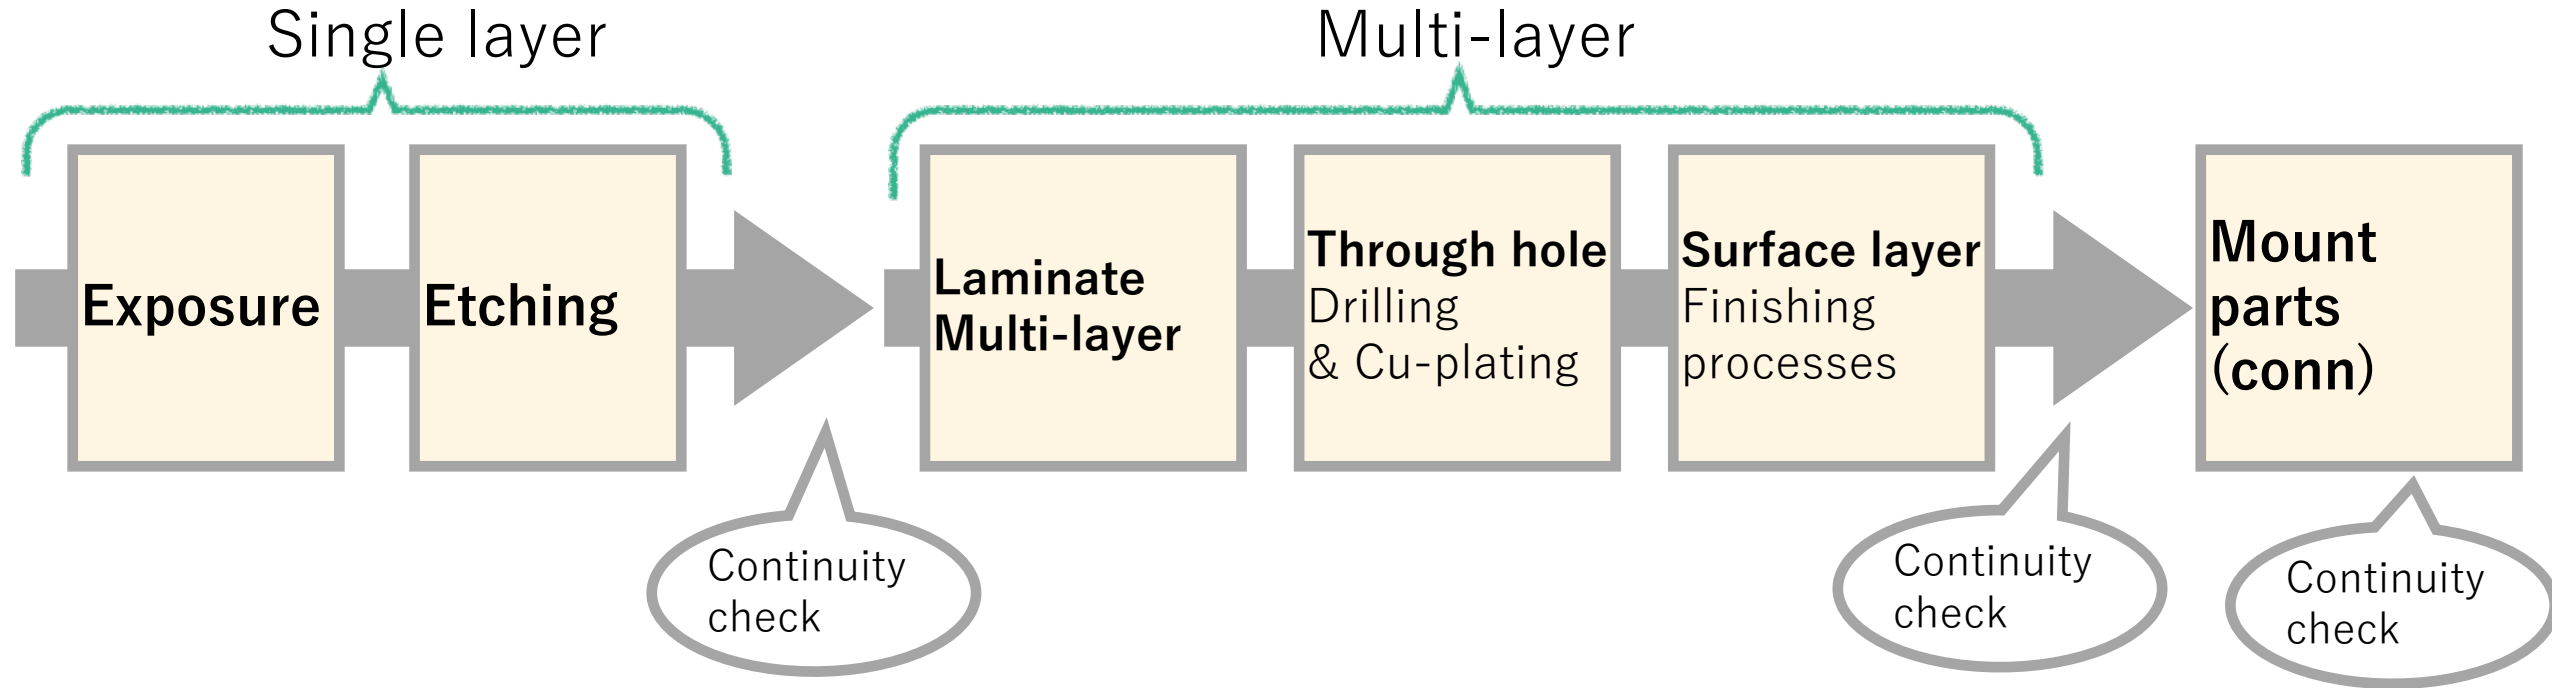 Single layer
Multi-layer
Exposure
Etching
Laminate
Multi-layer
Through hole
Drilling
& Cu-plating
Surface layer
Finishing
processes
Mount
parts
(conn)
Continuity
check
Continuity
check
Continuity
check